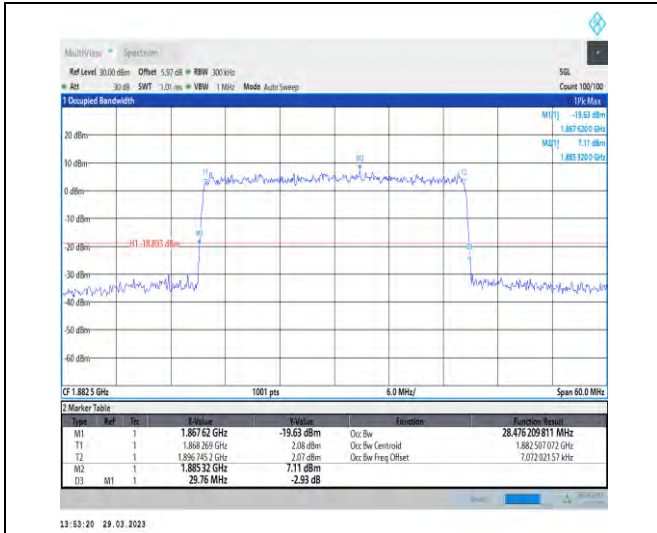 MultiView Spectrum
Ref Level 30.00 dBm Offset 5.97 dB RBW 300 kHz SGL
Att 30 dB SWT 1.01 ms VBW 1 MHz Mode Auto Sweep Count 100/100
1 Occupied Bandwidth 1Pk Max
M1[1] -19.63 dBm
1.867 620 0 GHz
M2[1] 7.11 dBm
1.885 320 0 GHz
20 dBm
M2
T1 T2
10 dBm
0 dBm
-10 dBm
M1
H1 -18.893 dBm
-20 dBm
D3
-30 dBm
-40 dBm
-50 dBm
-60 dBm
CF 1.882 5 GHz 1001 pts 6.0 MHz/ Span 60.0 MHz
2 Marker Table
Type Ref Trc X-Value Y-Value Function Function Result
M1 1 1.867 62 GHz -19.63 dBm Occ Bw 28.476 209 811 MHz
T1 1 1.868 269 GHz 2.08 dBm Occ Bw Centroid 1.882 507 072 GHz
T2 1 1.896 745 2 GHz 2.07 dBm Occ Bw Freq Offset 7.072 021 57 kHz
M2 1 1.885 32 GHz 7.11 dBm
D3 M1 1 29.76 MHz -2.93 dB
13:53:20 29.03.2023